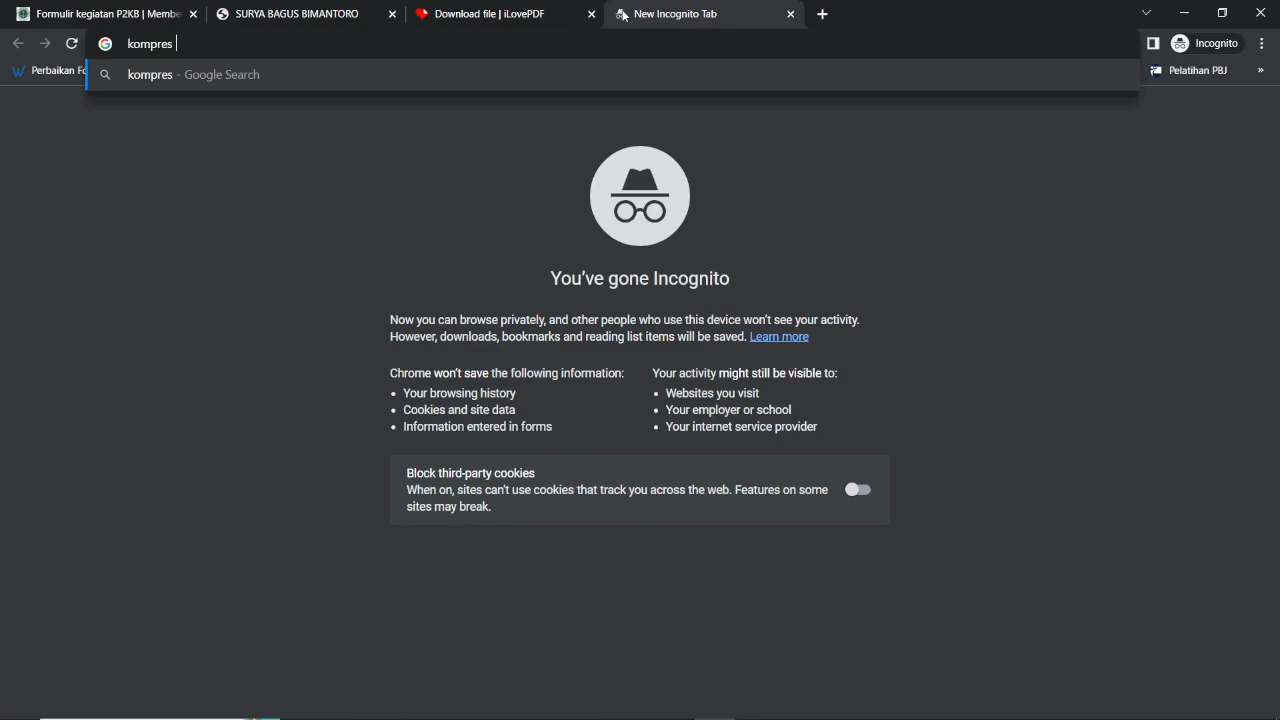 Formulir kegiatan P2KB | Membe
SURYA BAGUS BIMANTORO
Download file | iLovePDF
New Incognito Tab
kompres
Incognito
Perbaikan Fo
kompres - Google Search
Pelatihan PBJ
»
You've gone Incognito
Now you can browse privately, and other people who use this device won't see your activity.
However, downloads, bookmarks and reading list items will be saved. Learn more
Chrome won't save the following information:
• Your browsing history
• Cookies and site data
• Information entered in forms
Your activity might still be visible to:
• Websites you visit
• Your employer or school
• Your internet service provider
Block third-party cookies
When on, sites can't use cookies that track you across the web. Features on some
sites may break.